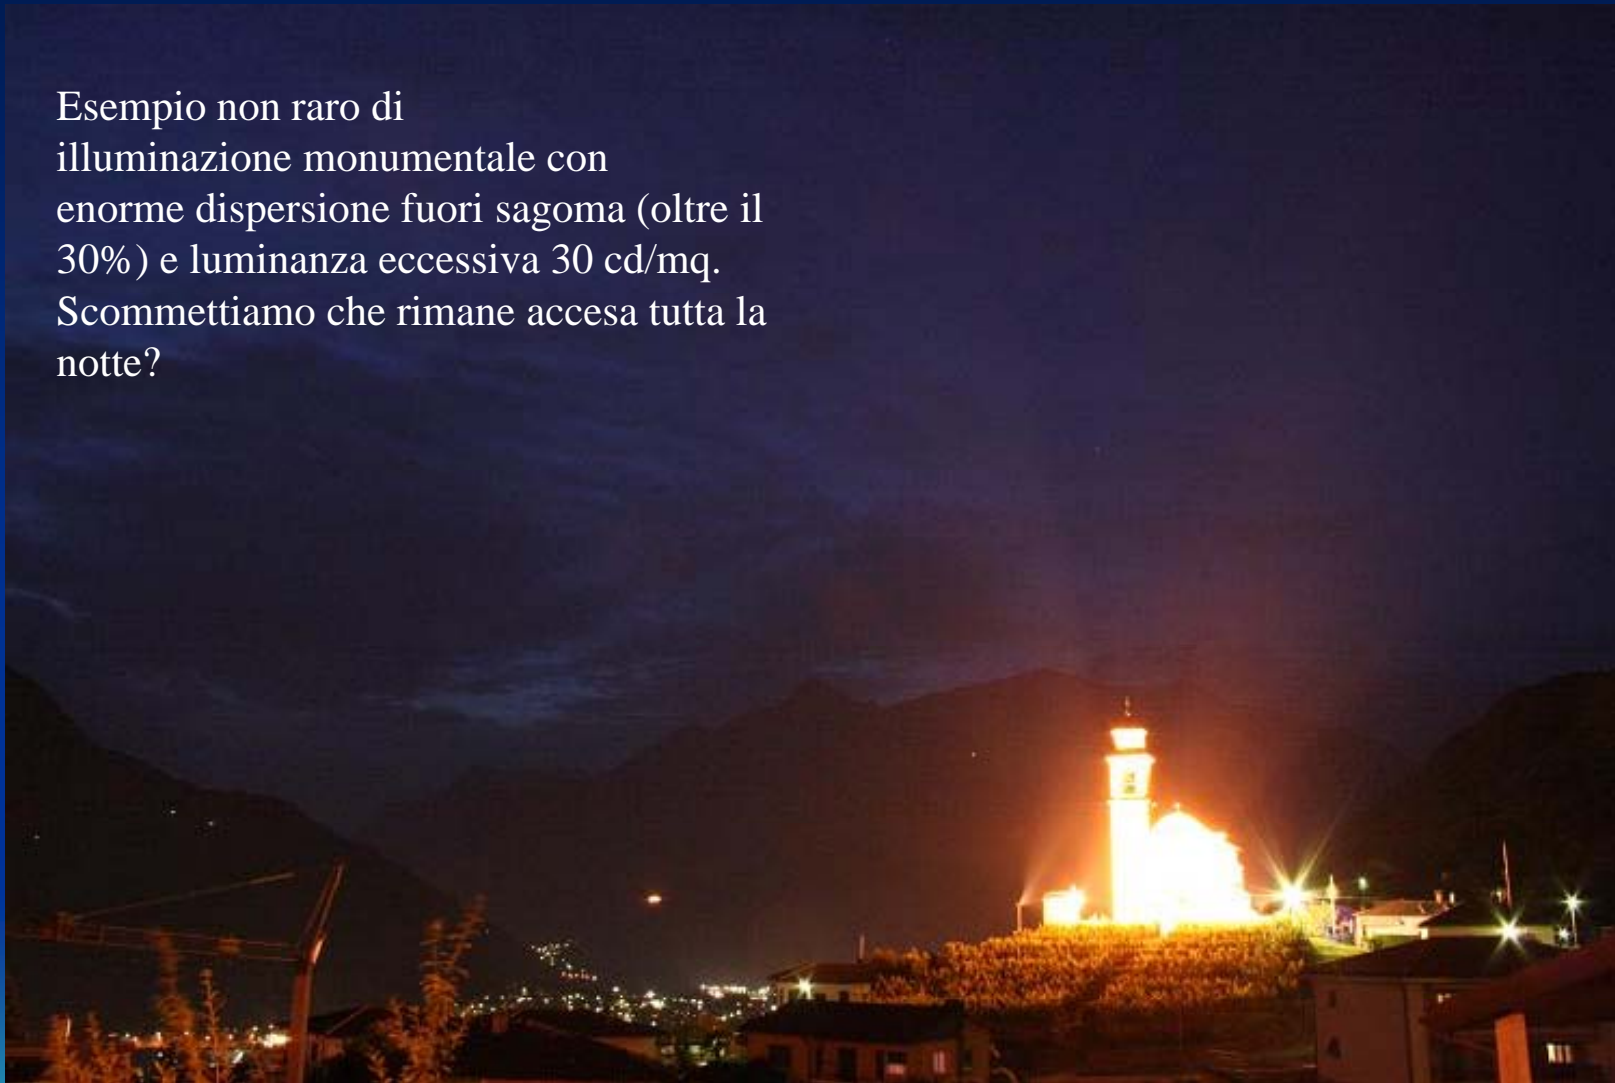 Esempio non raro di
illuminazione monumentale con
enorme dispersione fuori sagoma (oltre il
30%) e luminanza eccessiva 30 cd/mq.
Scommettiamo che rimane accesa tutta la
notte?